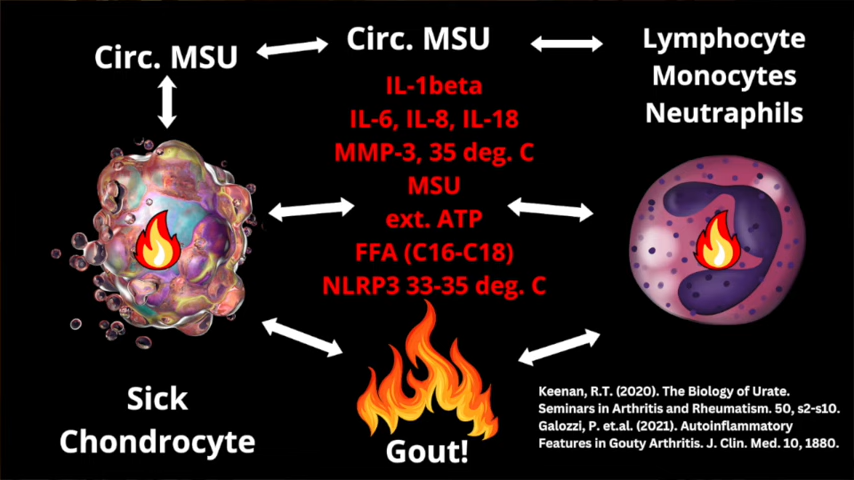 Circ. MSU
Circ. MSU
Lymphocyte
Monocytes
Neutraphils
IL-1beta
IL-6, IL-8, IL-18
MMP-3, 35 deg. C
MSU
ext. ATP
FFA (C16-C18)
NLRP3 33-35 deg. C
Sick
Chondrocyte
Gout!
Keenan, R.T. (2020). The Biology of Urate.
Seminars in Arthritis and Rheumatism. 50, s2-s10.
Galozzi, P. et.al. (2021). Autoinflammatory
Features in Gouty Arthritis. J. Clin. Med. 10, 1880.